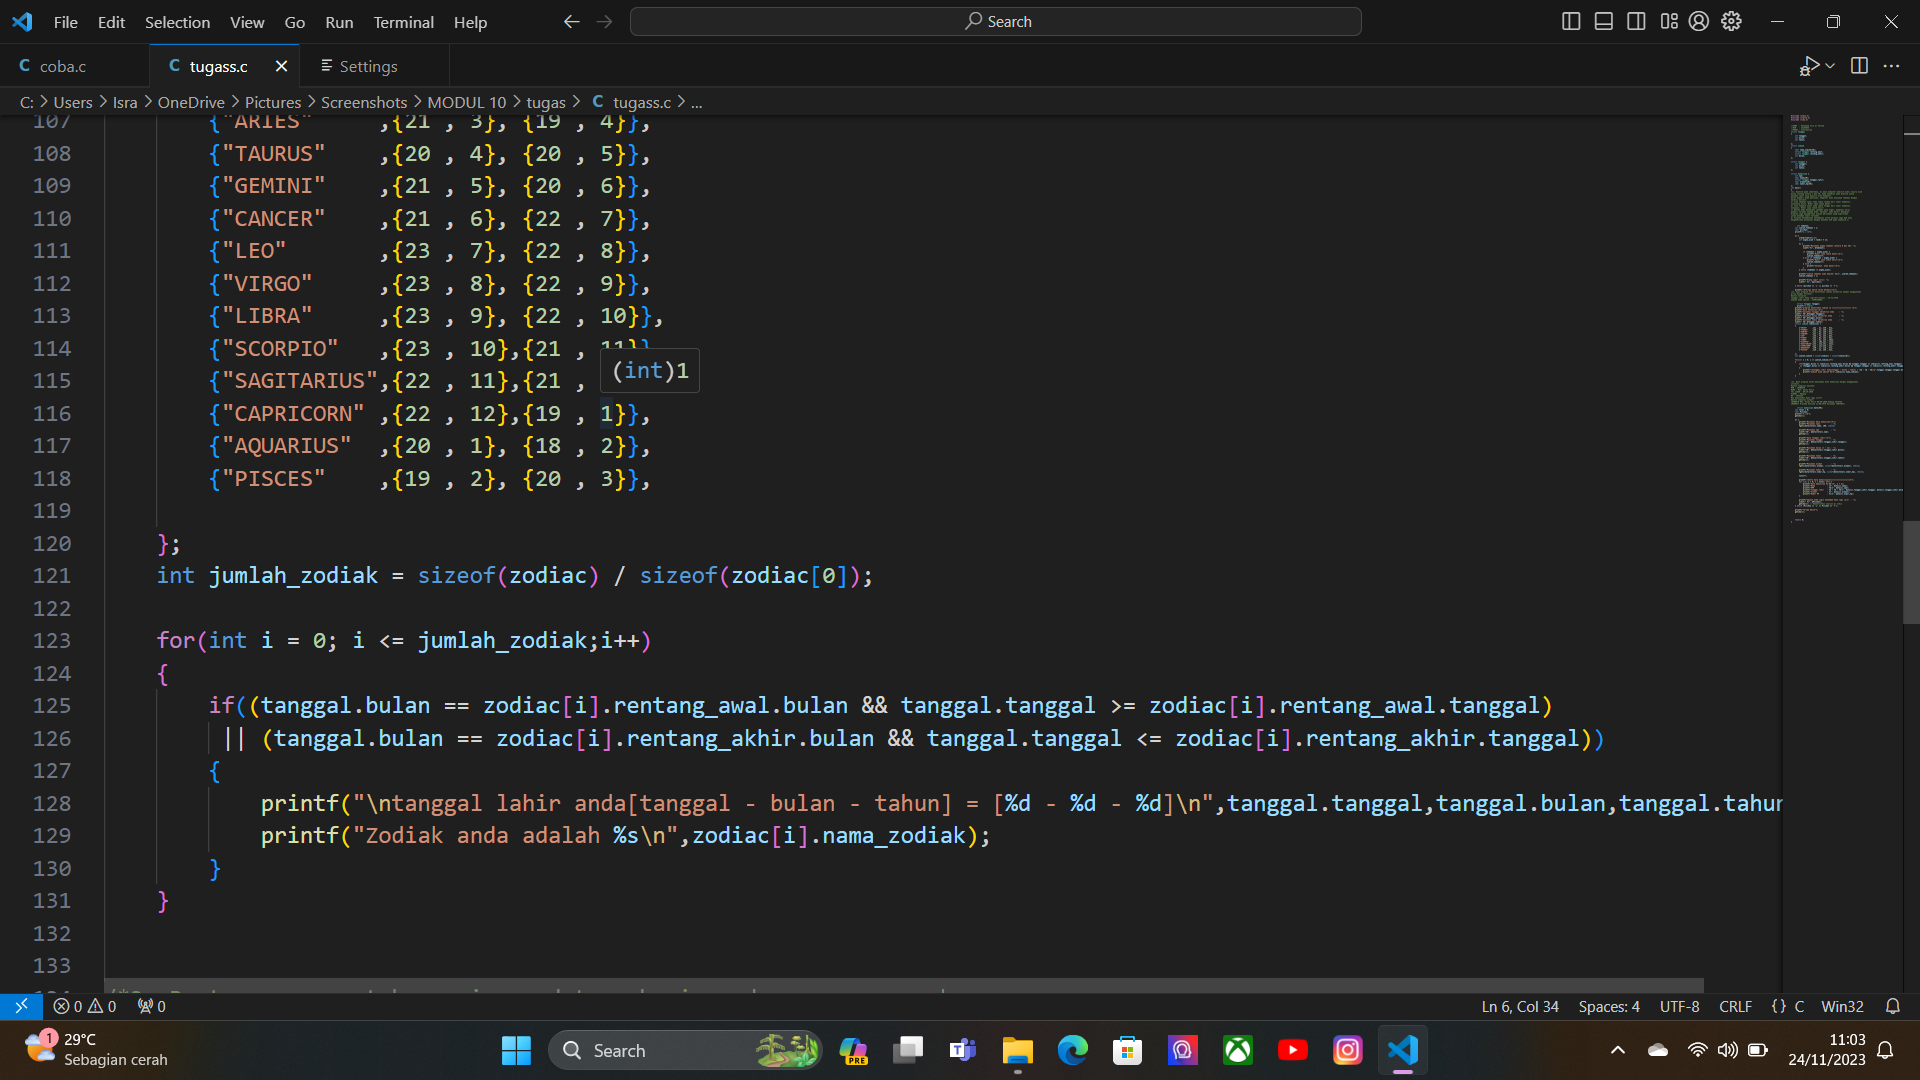 File Edit Selection View Go Run Terminal Help
Search
C coba.c
C tugass.c
Settings
C: > Users > Isra > OneDrive > Pictures > Screenshots > MODUL 10 > tugas > C tugass.c > ...
107 {"ARIES" ,{21 , 3}, {19 , 4}},
108 {"TAURUS" ,{20 , 4}, {20 , 5}},
109 {"GEMINI" ,{21 , 5}, {20 , 6}},
110 {"CANCER" ,{21 , 6}, {22 , 7}},
111 {"LEO" ,{23 , 7}, {22 , 8}},
112 {"VIRGO" ,{23 , 8}, {22 , 9}},
113 {"LIBRA" ,{23 , 9}, {22 , 10}},
114 {"SCORPIO" ,{23 , 10},{21 , 11}},
115 {"SAGITARIUS",{22 , 11},{21 ,
(int)1
116 {"CAPRICORN" ,{22 , 12},{19 , 1}},
117 {"AQUARIUS" ,{20 , 1}, {18 , 2}},
118 {"PISCES" ,{19 , 2}, {20 , 3}},
119
120 };
121 int jumlah_zodiak = sizeof(zodiac) / sizeof(zodiac[0]);
122
123 for(int i = 0; i <= jumlah_zodiak;i++)
124 {
125 if((tanggal.bulan == zodiac[i].rentang_awal.bulan && tanggal.tanggal >= zodiac[i].rentang_awal.tanggal)
126 || (tanggal.bulan == zodiac[i].rentang_akhir.bulan && tanggal.tanggal <= zodiac[i].rentang_akhir.tanggal))
127 {
128 printf("\ntanggal lahir anda[tanggal - bulan - tahun] = [%d - %d - %d]\n",tanggal.tanggal,tanggal.bulan,tanggal.tahun
129 printf("Zodiak anda adalah %s\n",zodiac[i].nama_zodiak);
130 }
131 }
132
133
0 0 0
Ln 6, Col 34 Spaces: 4 UTF-8 CRLF {} C Win32
1 29°C
Sebagian cerah
Search
PRE
11:03
24/11/2023